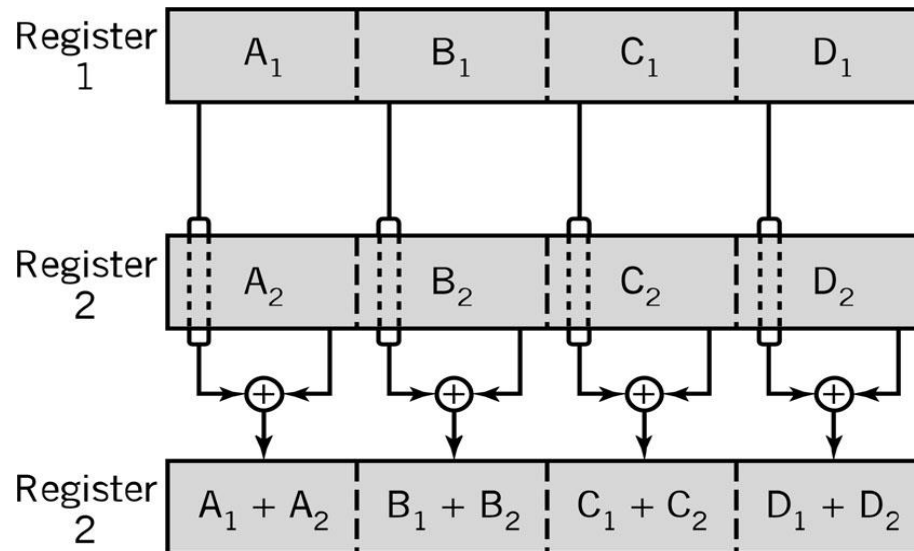 Register 1 A₁ B₁ C₁ D₁
Register 2 A₂ B₂ C₂ D₂
+ + + +
Register 2 A₁ + A₂ B₁ + B₂ C₁ + C₂ D₁ + D₂